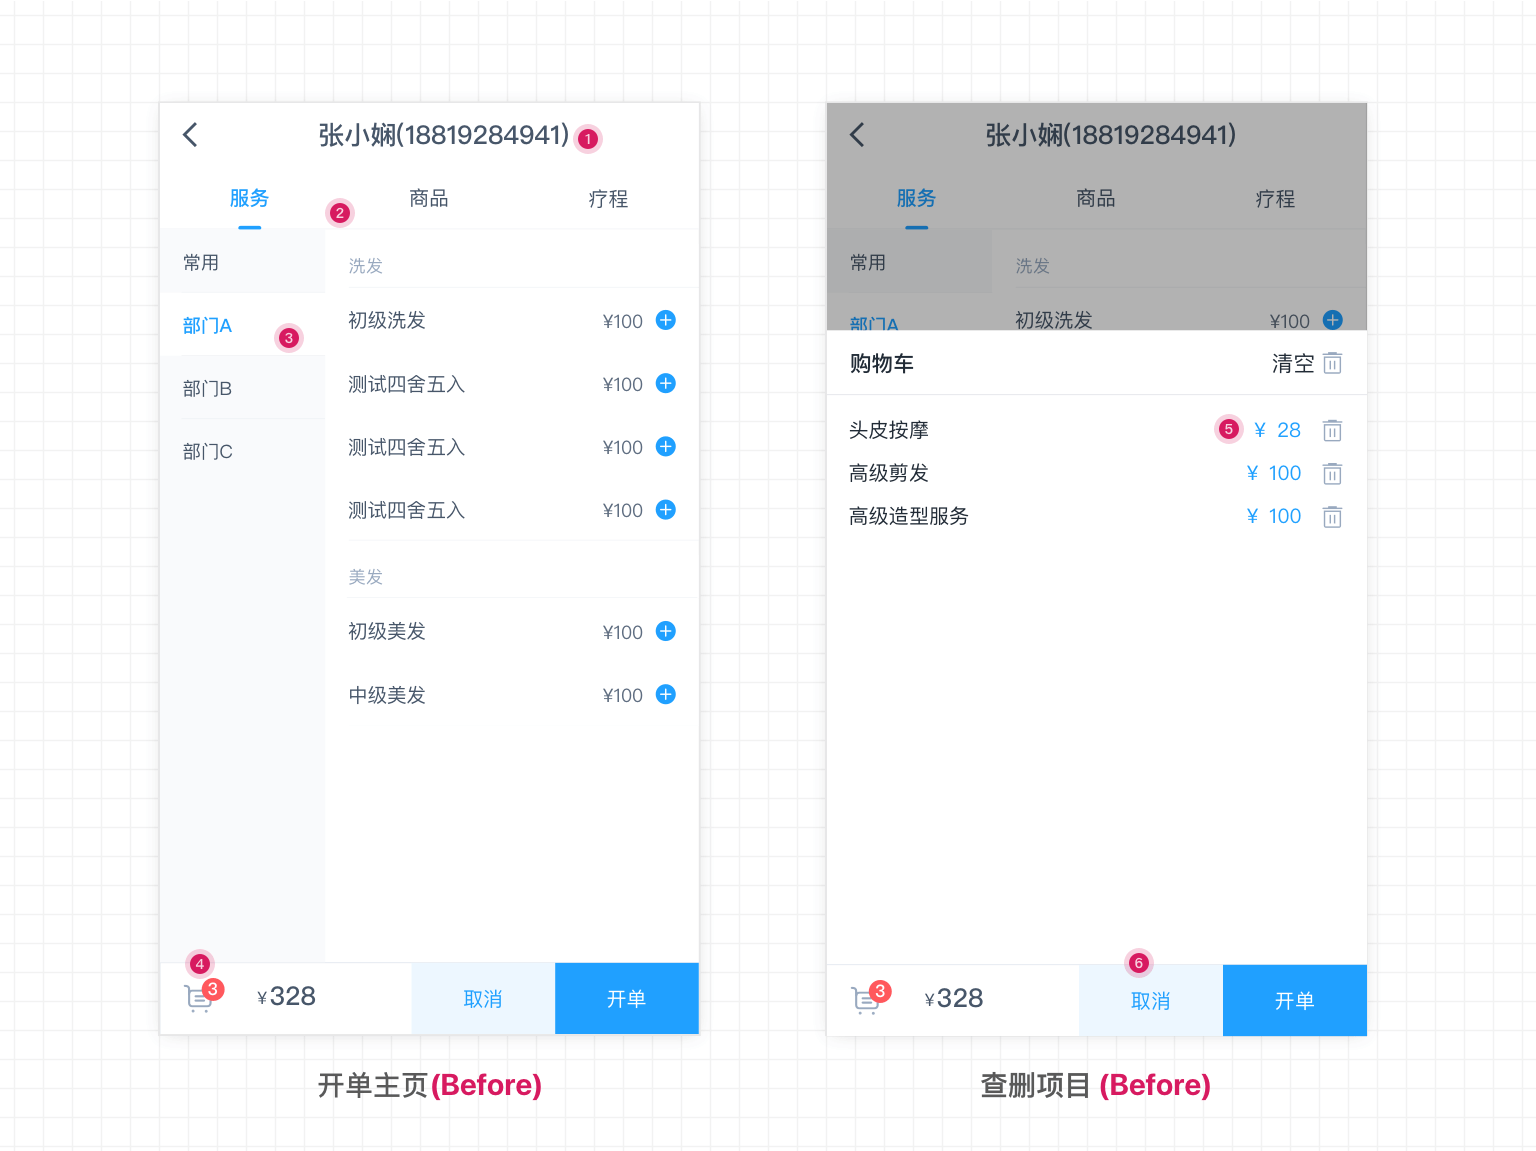 张小娴(18819284941) 1
服务 2 商品 疗程
常用
部门A 3
部门B
部门C
洗发
初级洗发 ¥100
测试四舍五入 ¥100
测试四舍五入 ¥100
测试四舍五入 ¥100
美发
初级美发 ¥100
中级美发 ¥100
4
3 ¥328 取消 开单
开单主页(Before)
张小娴(18819284941)
服务 商品 疗程
常用
部门A
洗发
初级洗发 ¥100
购物车 清空
头皮按摩 5 ¥ 28
高级剪发 ¥ 100
高级造型服务 ¥ 100
6
3 ¥328 取消 开单
查删项目 (Before)